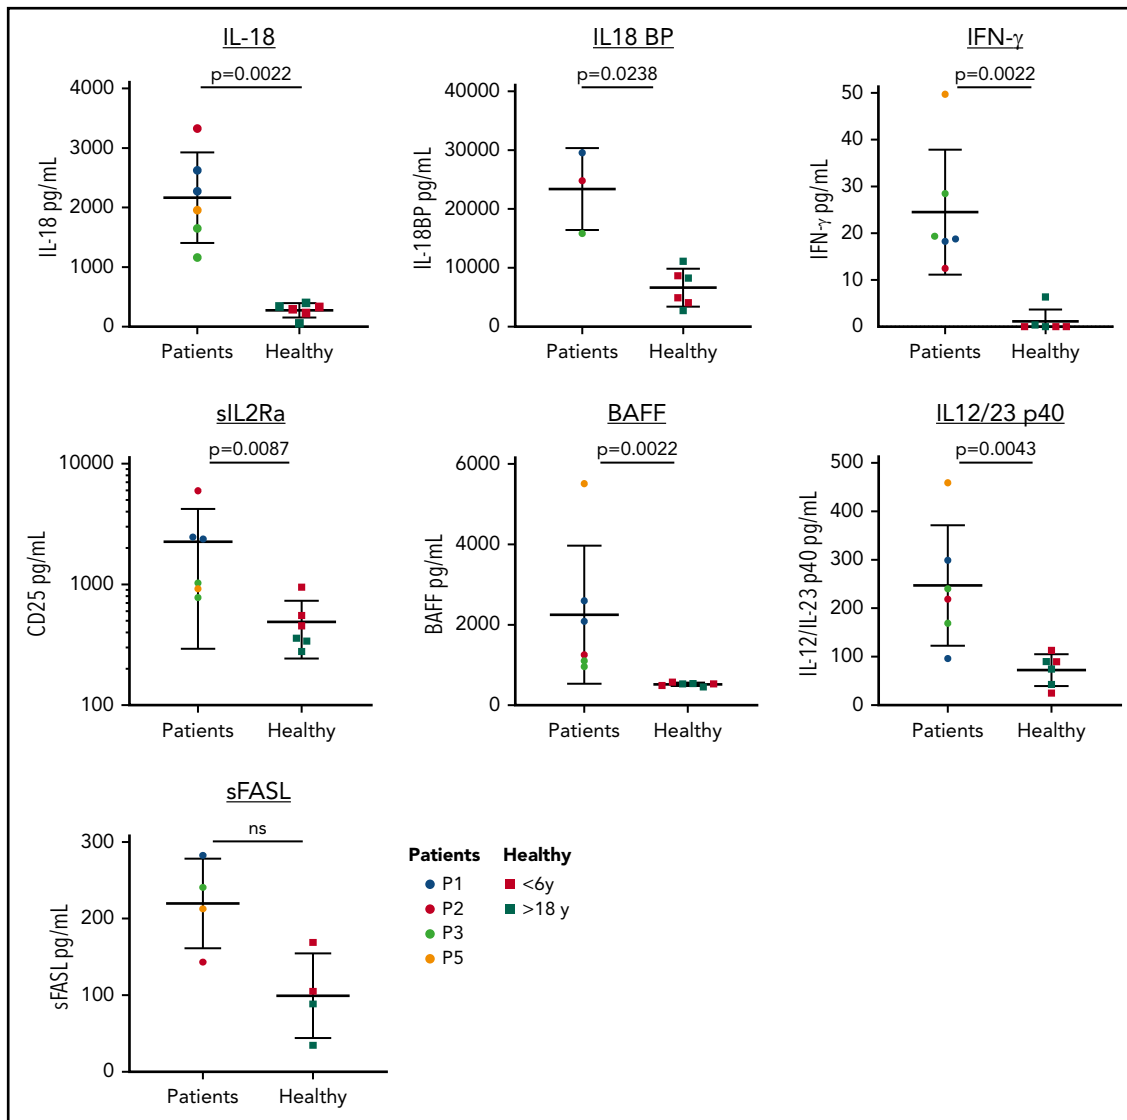 IL-18
p=0.0022
4000
3000
2000
1000
0
IL-18 pg/mL
Patients
Healthy
IL18 BP
p=0.0238
40000
30000
20000
10000
0
IL-18BP pg/mL
Patients
Healthy
IFN-γ
p=0.0022
50
40
30
20
10
0
IFN-γ pg/mL
Patients
Healthy
sIL2Ra
p=0.0087
10000
1000
100
CD25 pg/mL
Patients
Healthy
BAFF
p=0.0022
6000
4000
2000
0
BAFF pg/mL
Patients
Healthy
IL12/23 p40
p=0.0043
500
400
300
200
100
0
IL-12/IL-23 p40 pg/mL
Patients
Healthy
sFASL
ns
300
200
100
0
sFASL pg/mL
Patients
Healthy
Patients Healthy
P1 <6y
P2 >18 y
P3
P5